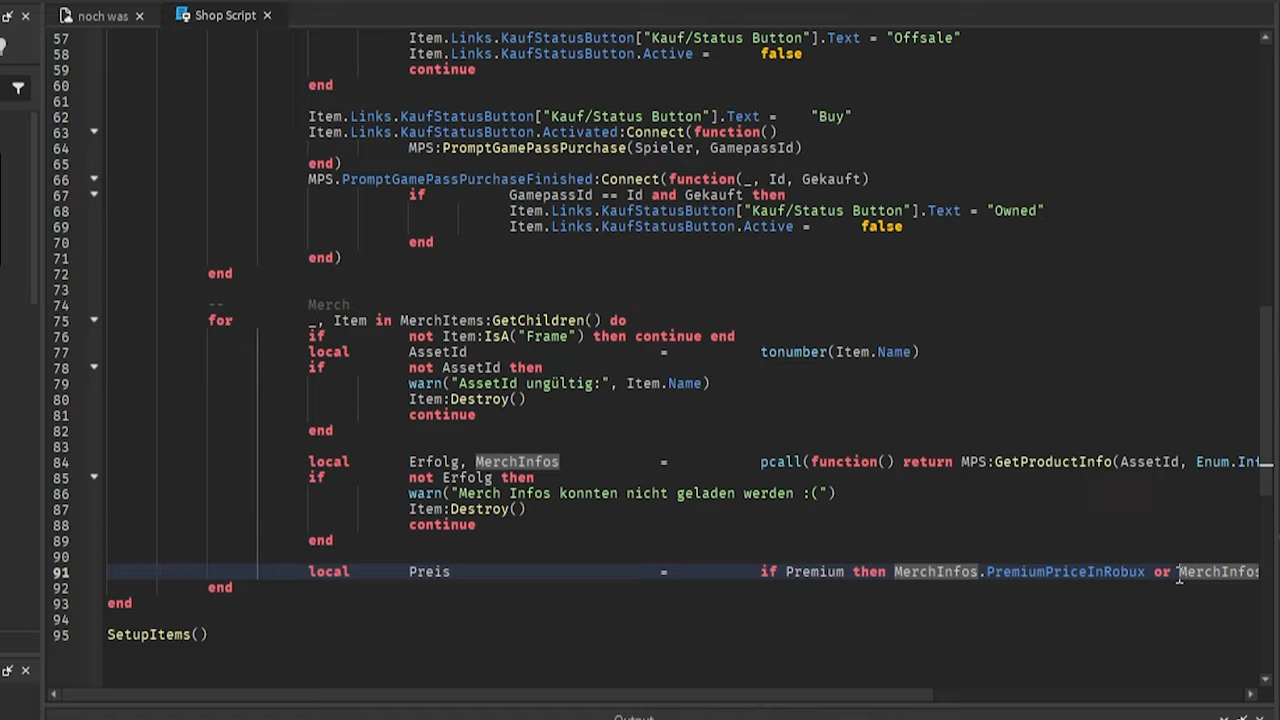 noch was
Shop Script
57 Item.Links.KaufStatusButton["Kauf/Status Button"].Text = "Offsale"
58 Item.Links.KaufStatusButton.Active = false
59 continue
60 end
61
62 Item.Links.KaufStatusButton["Kauf/Status Button"].Text = "Buy"
63 Item.Links.KaufStatusButton.Activated:Connect(function()
64 MPS:PromptGamePassPurchase(Spieler, GamepassId)
65 end)
66 MPS.PromptGamePassPurchaseFinished:Connect(function(_, Id, Gekauft)
67 if GamepassId == Id and Gekauft then
68 Item.Links.KaufStatusButton["Kauf/Status Button"].Text = "Owned"
69 Item.Links.KaufStatusButton.Active = false
70 end
71 end)
72 end
73
74 -- Merch
75 for _, Item in MerchItems:GetChildren() do
76 if not Item:IsA("Frame") then continue end
77 local AssetId = tonumber(Item.Name)
78 if not AssetId then
79 warn("AssetId ungültig:", Item.Name)
80 Item:Destroy()
81 continue
82 end
83
84 local Erfolg, MerchInfos = pcall(function() return MPS:GetProductInfo(AssetId, Enum.Inf
85 if not Erfolg then
86 warn("Merch Infos konnten nicht geladen werden :(")
87 Item:Destroy()
88 continue
89 end
90
91 local Preis = if Premium then MerchInfos.PremiumPriceInRobux or MerchInfos
92 end
93 end
94
95 SetupItems()